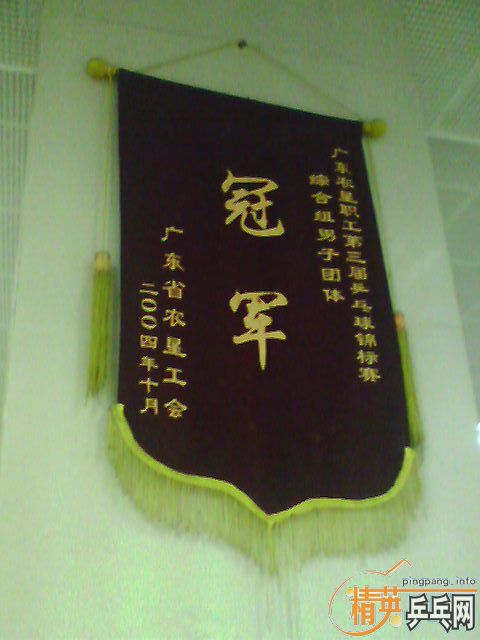 广东农垦职工第三届乒乓球锦标赛
综合组男子团体
冠军
广东省农垦工会
二〇〇四年十月
pingpang.info
精英乒乓网